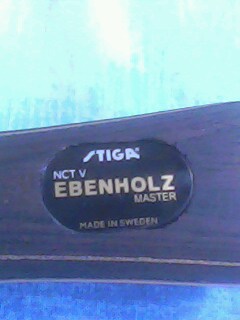 STIGA
NCT V
EBENHOLZ
MASTER
MADE IN SWEDEN